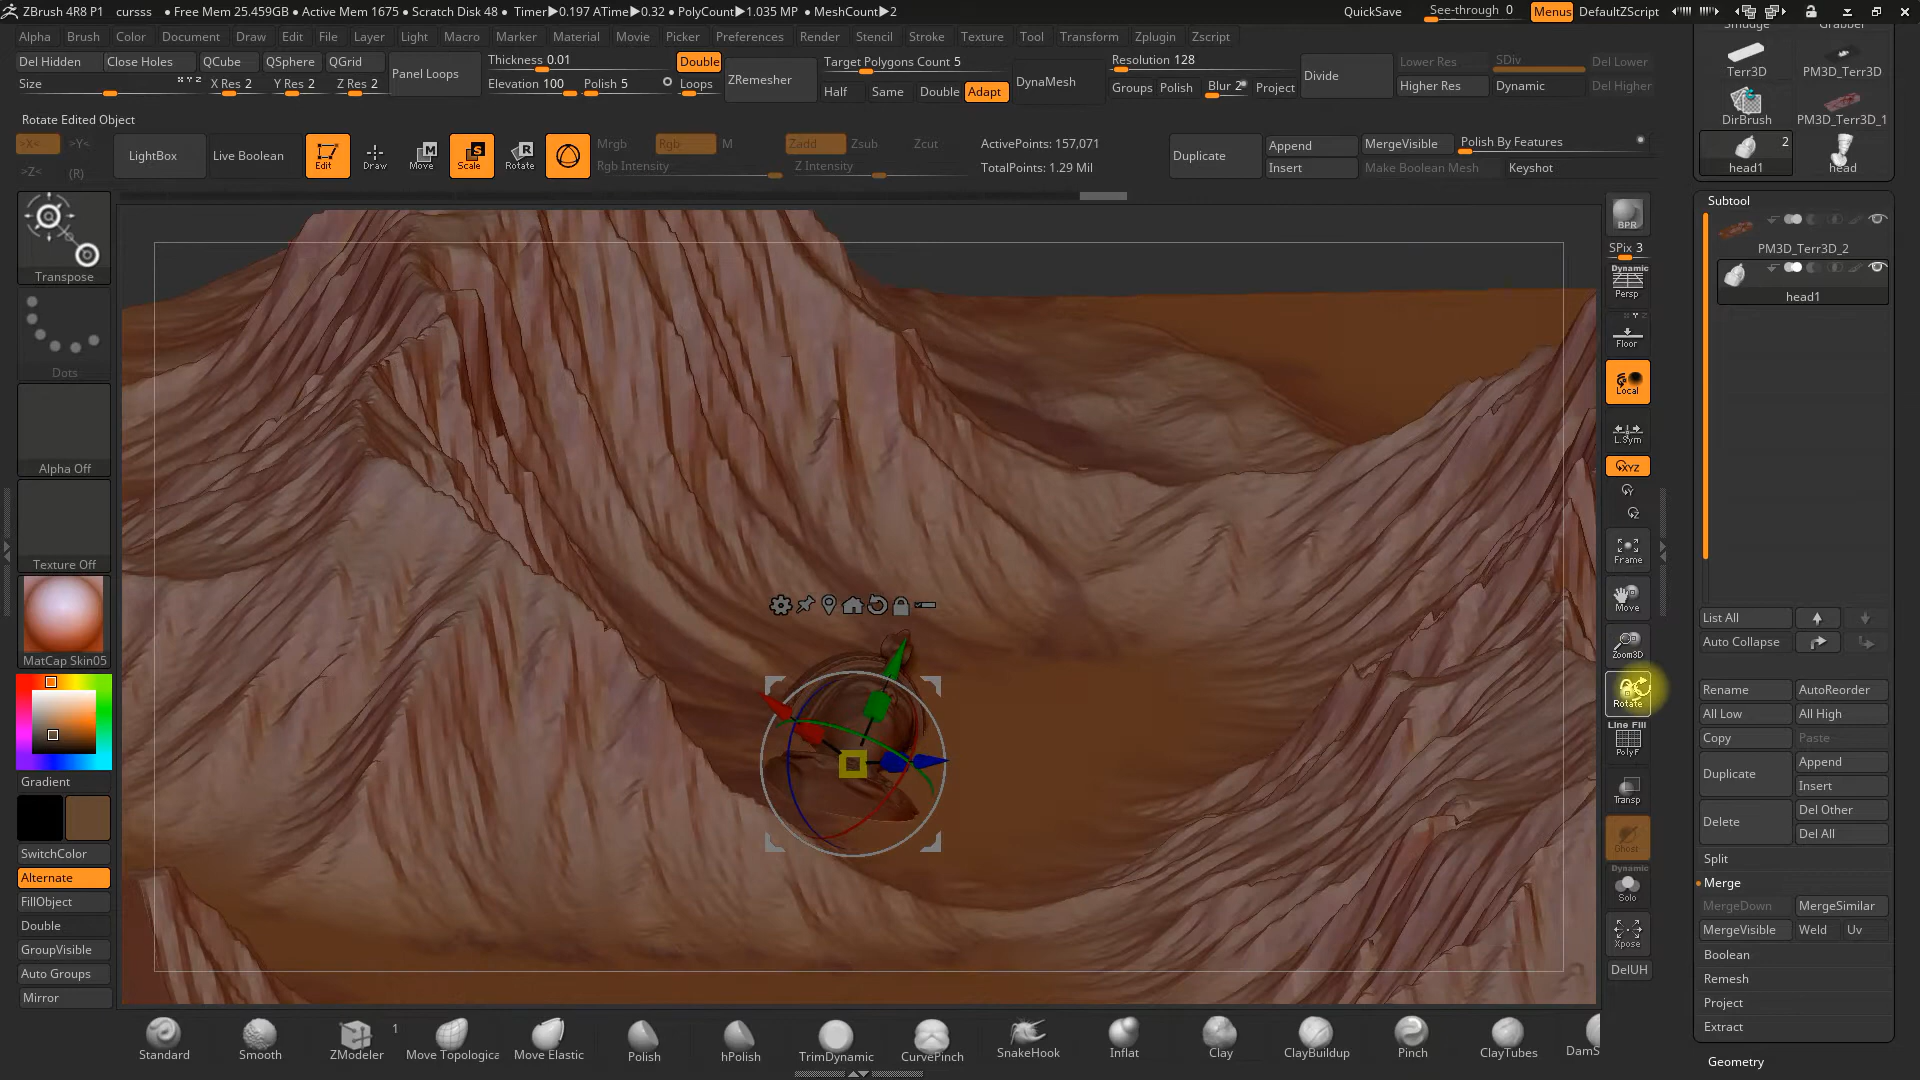 ZBrush 4R8 P1 cursss • Free Mem 25.459GB • Active Mem 1675 • Scratch Disk 48 • Timer▶0.197 ATime▶0.32 • PolyCount▶1.035 MP • MeshCount▶2 QuickSave See-through 0 Menus DefaultZScript
Alpha Brush Color Document Draw Edit File Layer Light Macro Marker Material Movie Picker Preferences Render Stencil Stroke Texture Tool Transform Zplugin Zscript
Del Hidden Close Holes QCube QSphere QGrid Panel Loops Thickness 0.01 Double ZRemesher Target Polygons Count 5 DynaMesh Resolution 128 Divide Lower Res SDiv Del Lower
Size X Res 2 Y Res 2 Z Res 2 Elevation 100 Polish 5 Loops Half Same Double Adapt Groups Polish Blur 2 Project Higher Res Dynamic Del Higher
Rotate Edited Object
>X< >Y< >Z< (R) LightBox Live Boolean Edit Draw Move Scale Rotate Mrgb Rgb M Zadd Zsub Zcut ActivePoints: 157,071 Duplicate Append MergeVisible Polish By Features
Rgb Intensity Z Intensity TotalPoints: 1.29 Mil Insert Make Boolean Mesh Keyshot
Transpose
Dots
Alpha Off
Texture Off
MatCap Skin05
Gradient
SwitchColor
Alternate
FillObject
Double
GroupVisible
Auto Groups
Mirror
BPR
SPix 3
Dynamic
Persp
Floor
Local
L.Sym
XYZ
Y
Z
Frame
Move
Zoom3D
Rotate
Line Fill
PolyF
Transp
Ghost
Dynamic
Solo
Xpose
DelUH
Smudge Grabber
Terr3D PM3D_Terr3D
DirBrush PM3D_Terr3D_1
2
head1 head
Subtool
PM3D_Terr3D_2
head1
List All
Auto Collapse
Rename AutoReorder
All Low All High
Copy Paste
Duplicate Append
Insert
Delete Del Other
Del All
Split
Merge
MergeDown MergeSimilar
MergeVisible Weld Uv
Boolean
Remesh
Project
Extract
Geometry
1
Standard Smooth ZModeler Move Topologica Move Elastic Polish hPolish TrimDynamic CurvePinch SnakeHook Inflat Clay ClayBuildup Pinch ClayTubes DamS